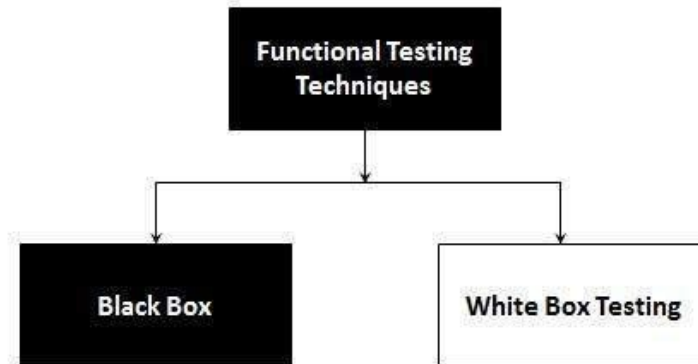 Functional Testing
Techniques
Black Box
White Box Testing